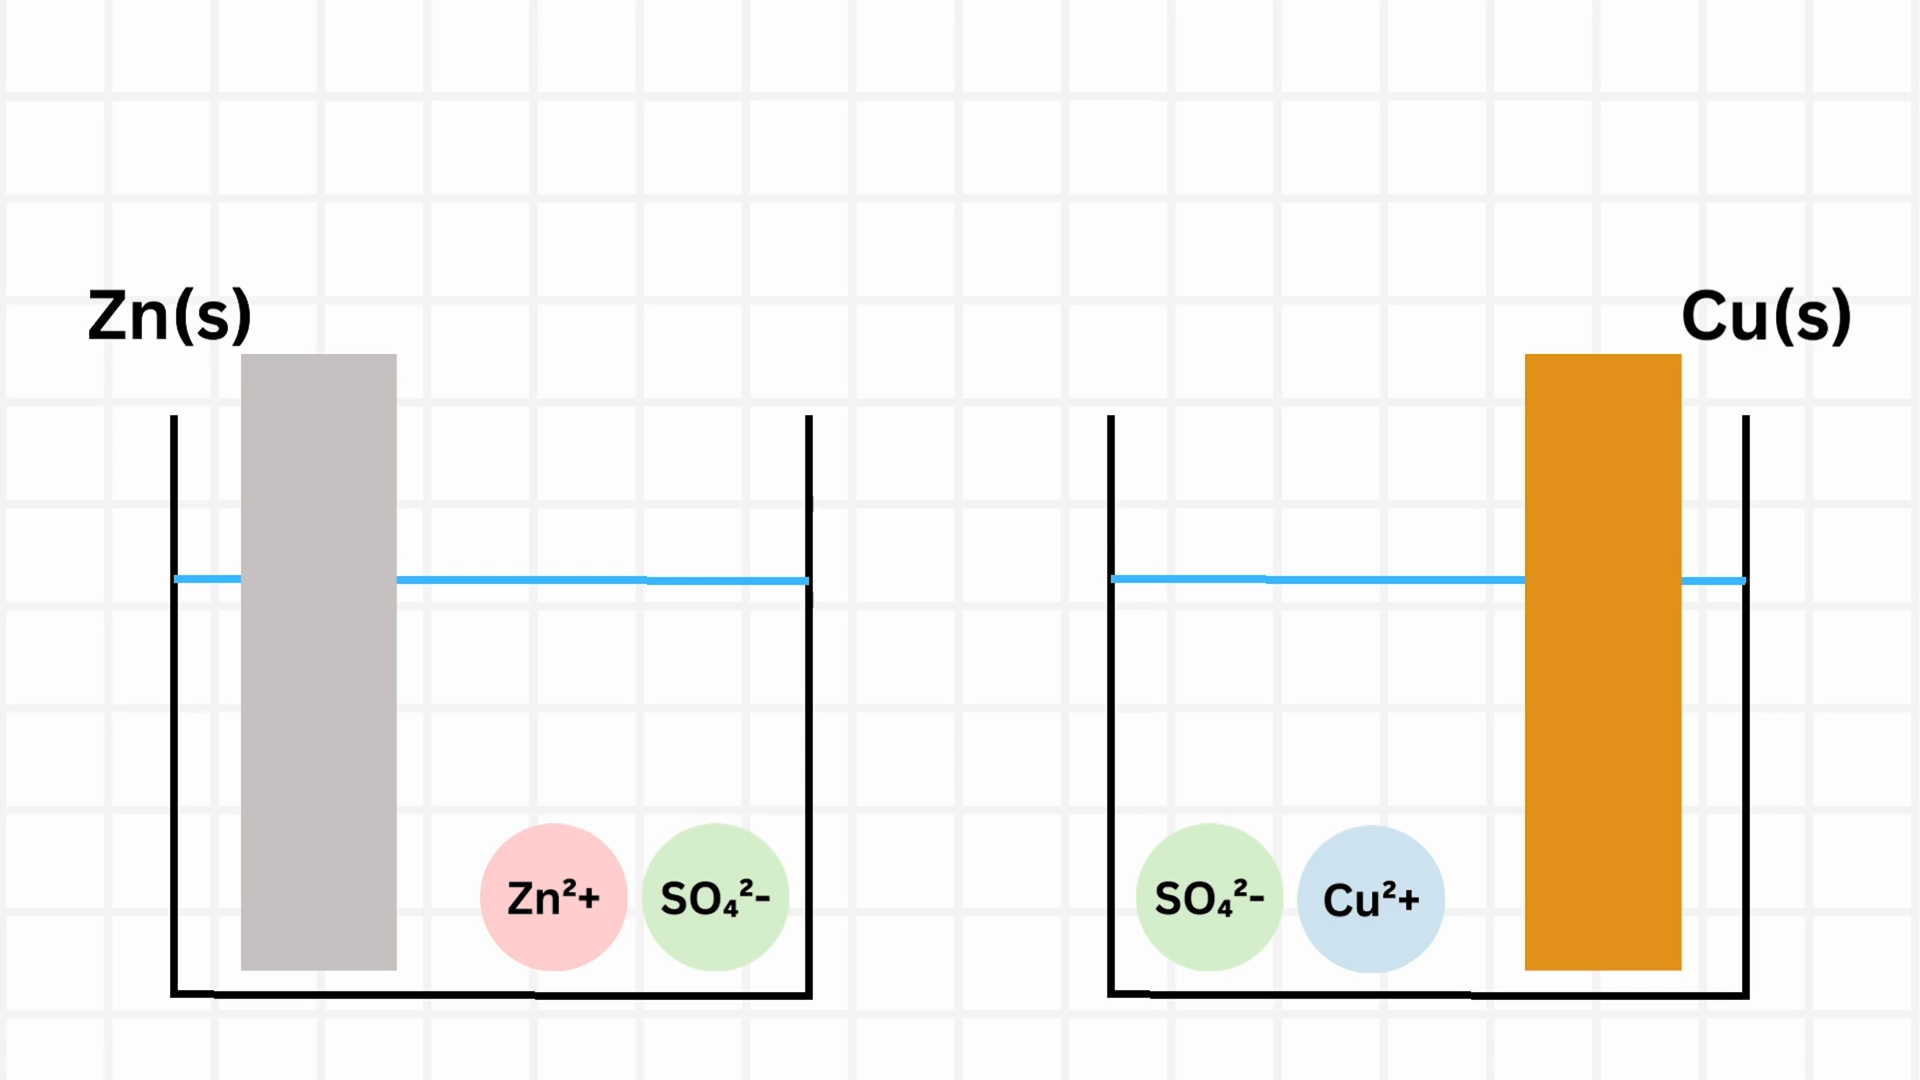 Zn(s)
Cu(s)
Zn²+
SO₄²-
SO₄²-
Cu²+